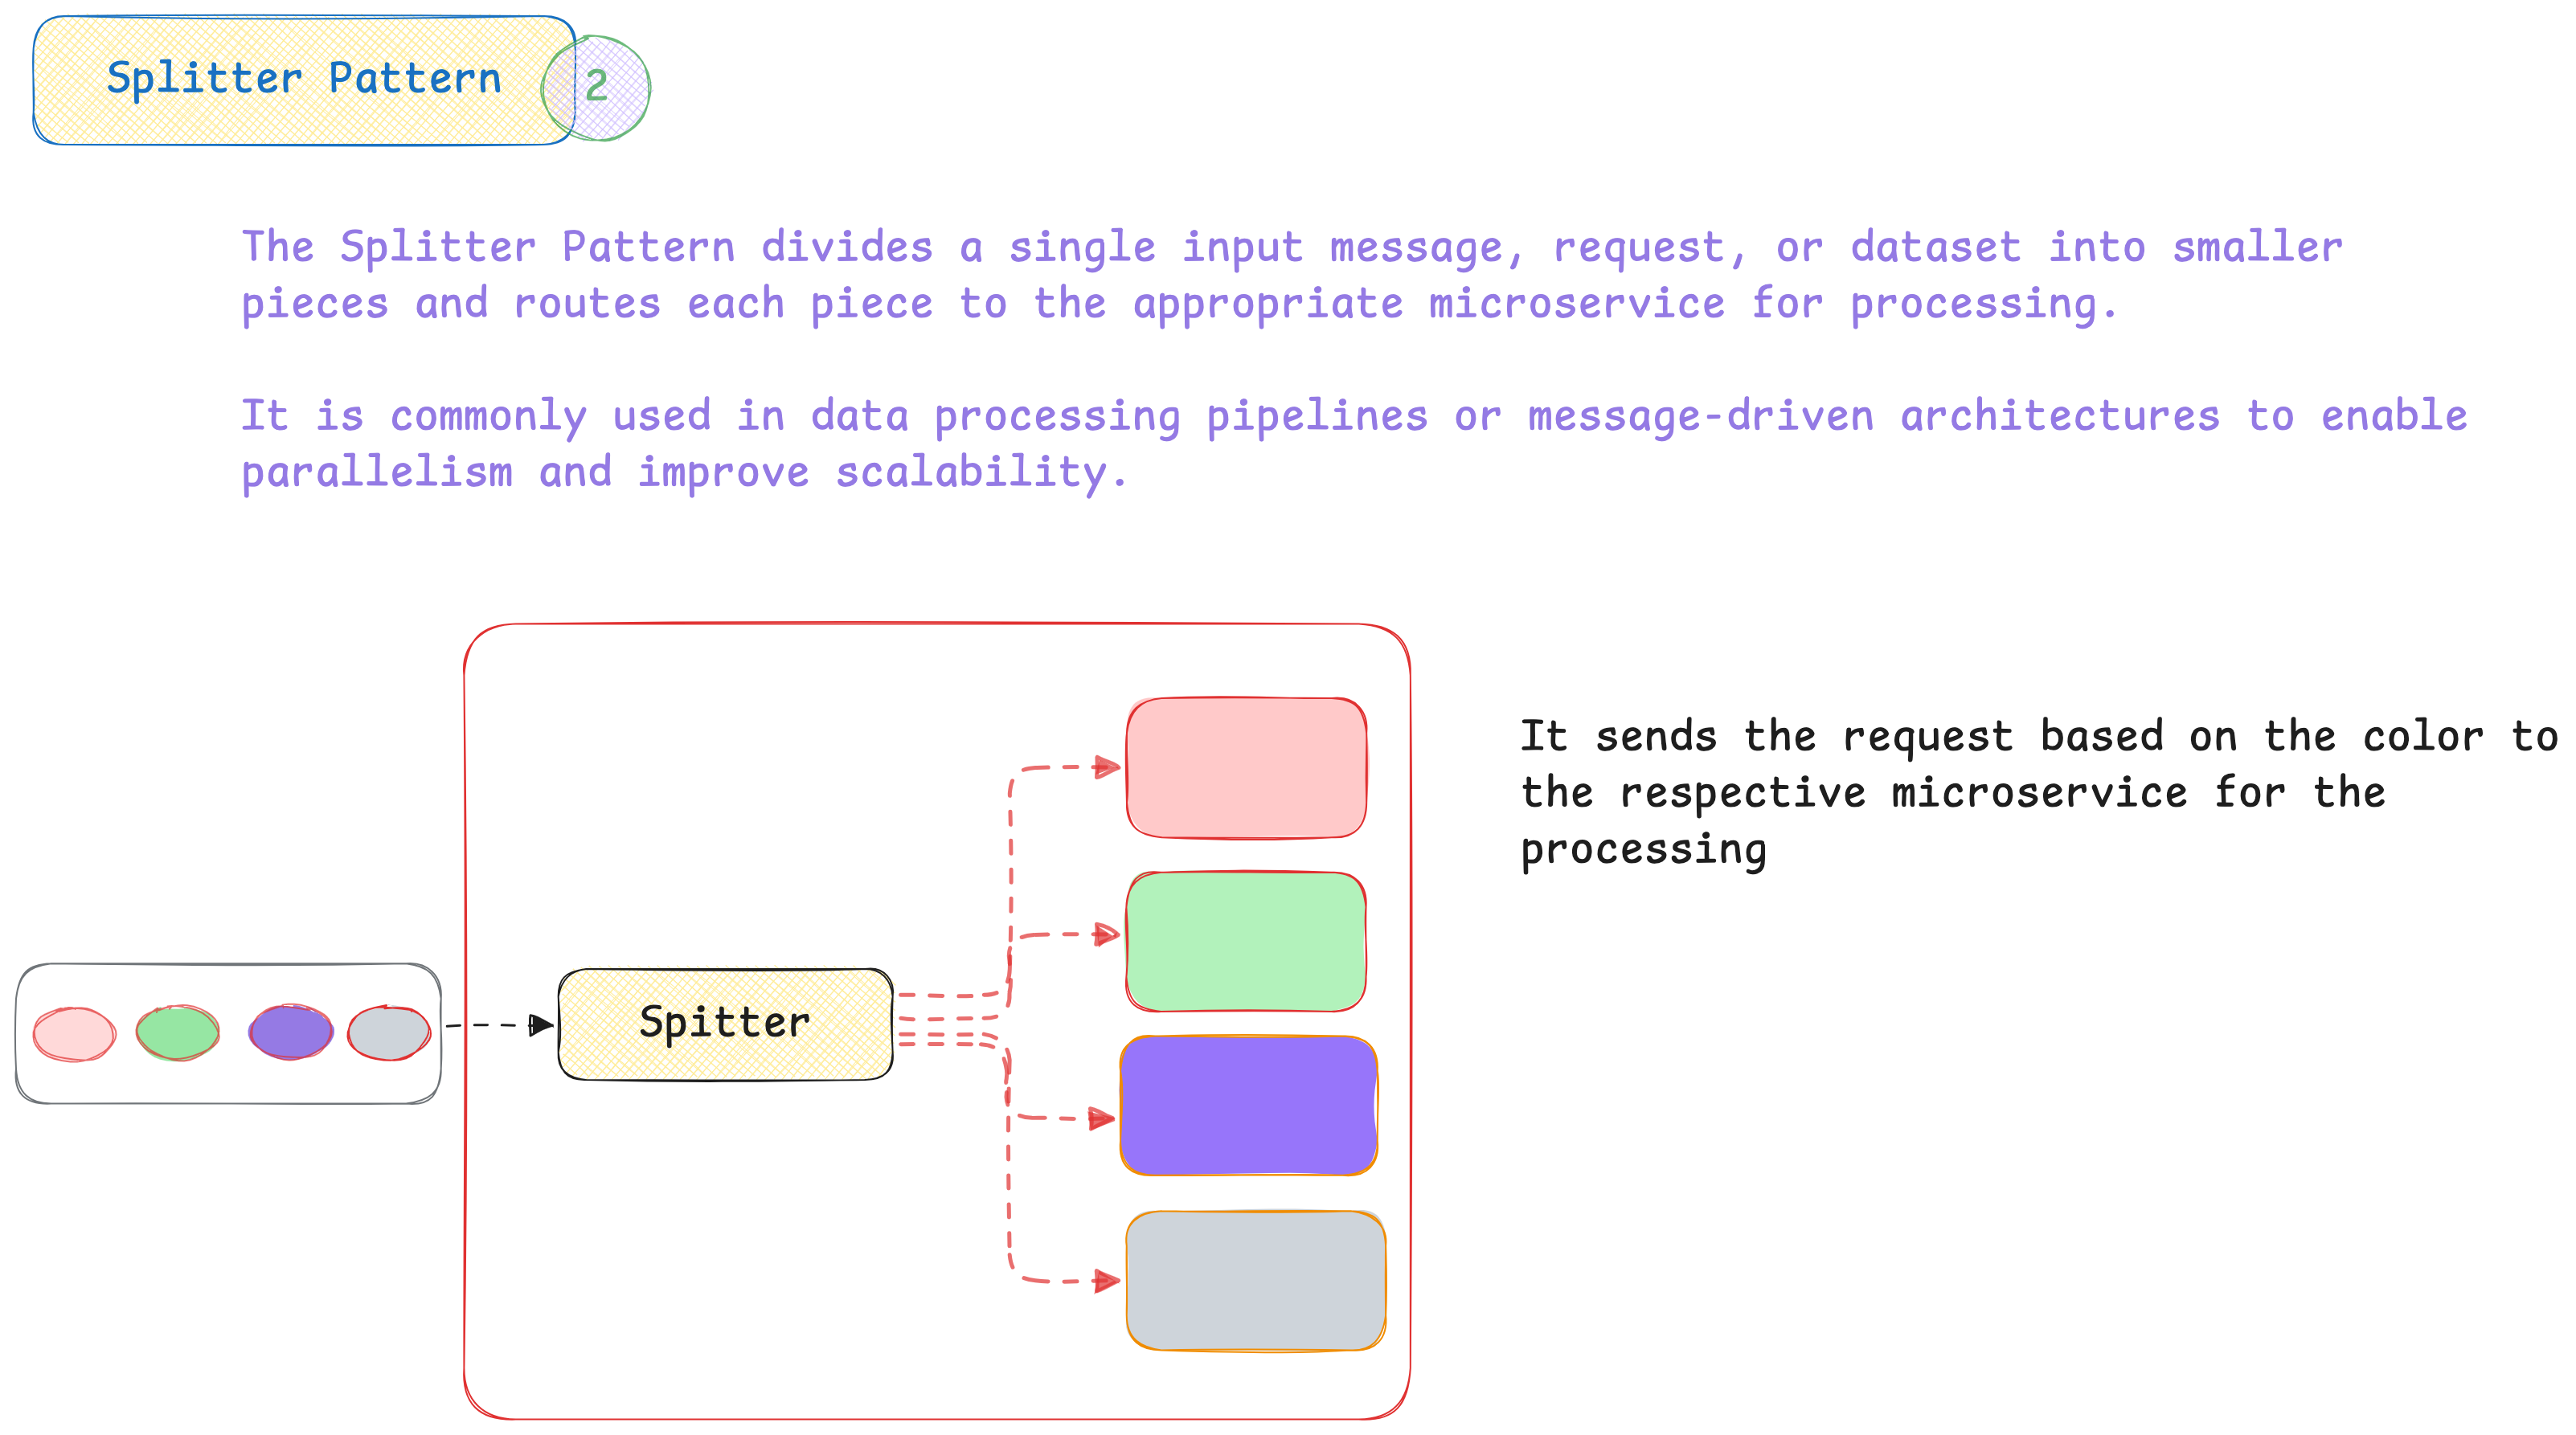 Splitter Pattern
2
The Splitter Pattern divides a single input message, request, or dataset into smaller
pieces and routes each piece to the appropriate microservice for processing.
It is commonly used in data processing pipelines or message-driven architectures to enable
parallelism and improve scalability.
It sends the request based on the color to
the respective microservice for the
processing
Spitter